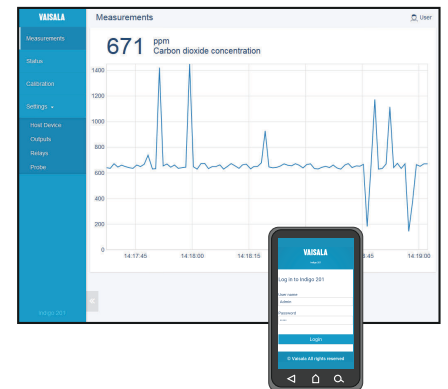 VAISALA
Measurements
User
Measurements
Status
Calibration
Settings
Host Device
Outputs
Relays
Probe
Indigo 201
671 ppm
Carbon dioxide concentration
1400
1200
1000
800
600
400
200
0
14:17:45
14:18:00
14:18:15
:45
14:19:00
VAISALA
Log in to Indigo 201
User name
Admin
Password
Login
© Vaisala All rights reserved